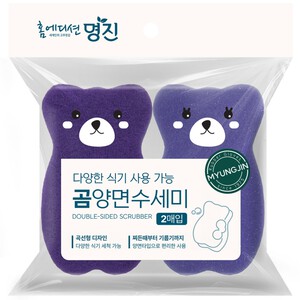 홈에디션 명진
다양한 식기 사용 가능
곰양면수세미
DOUBLE-SIDED SCRUBBER 2매입
MYUNGJIN
곡선형 디자인
다양한 식기 세척 가능
찌든때부터 기름기까지
양면타입으로 편리한 사용